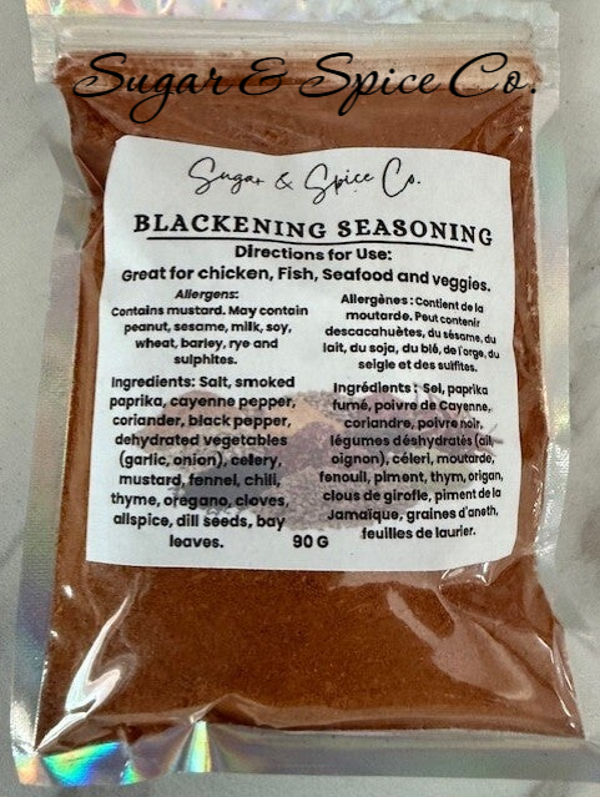 Sugar & Spice Co.
Sugar & Spice Co.
BLACKENING SEASONING
Directions for Use:
Great for chicken, Fish, Seafood and veggies.
Allergens:
Contains mustard. May contain
peanut, sesame, milk, soy,
wheat, barley, rye and
sulphites.
Ingredients: Salt, smoked
paprika, cayenne pepper,
coriander, black pepper,
dehydrated vegetables
(garlic, onion), celery,
mustard, fennel, chili,
thyme, oregano, cloves,
allspice, dill seeds, bay
leaves.
Allergènes : Contient de la
moutarde. Peut contenir
descacahuètes, du sésame, du
lait, du soja, du blé, de l'orge, du
seigle et des sulfites.
Ingrédients : Sel, paprika
fumé, poivre de Cayenne,
coriandre, poivre noir,
légumes déshydratés (ail,
oignon), céleri, moutarde,
fenouil, piment, thym, origan,
clous de girofle, piment de la
Jamaïque, graines d'aneth,
feuilles de laurier.
90 G